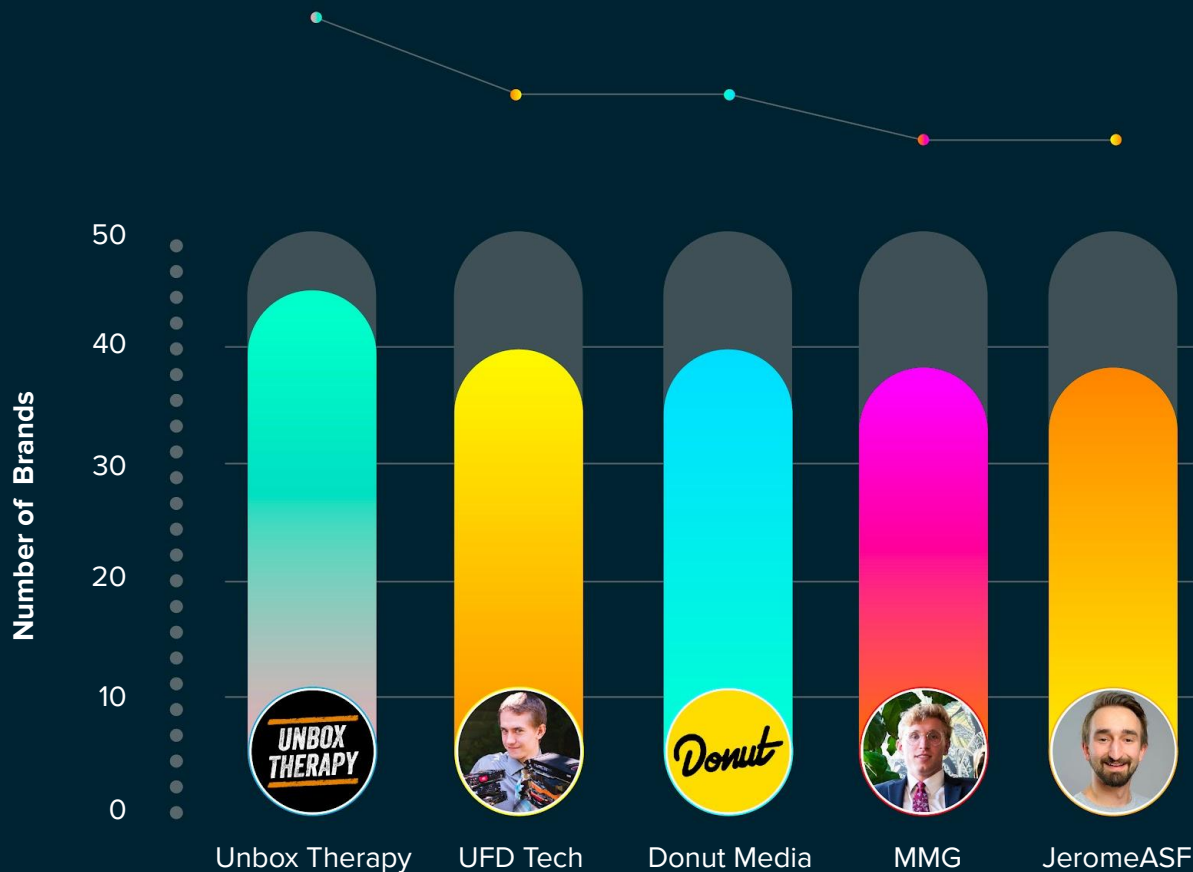 50
40
30
20
10
0
Number of Brands
UNBOX
THERAPY
Donut
Unbox Therapy
UFD Tech
Donut Media
MMG
JeromeASF